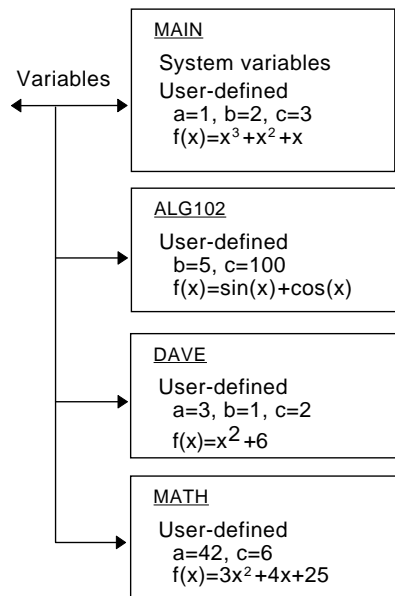 Variables
MAIN
System variables
User-defined
a=1, b=2, c=3
f(x)=x³+x²+x
ALG102
User-defined
b=5, c=100
f(x)=sin(x)+cos(x)
DAVE
User-defined
a=3, b=1, c=2
f(x)=x²+6
MATH
User-defined
a=42, c=6
f(x)=3x²+4x+25